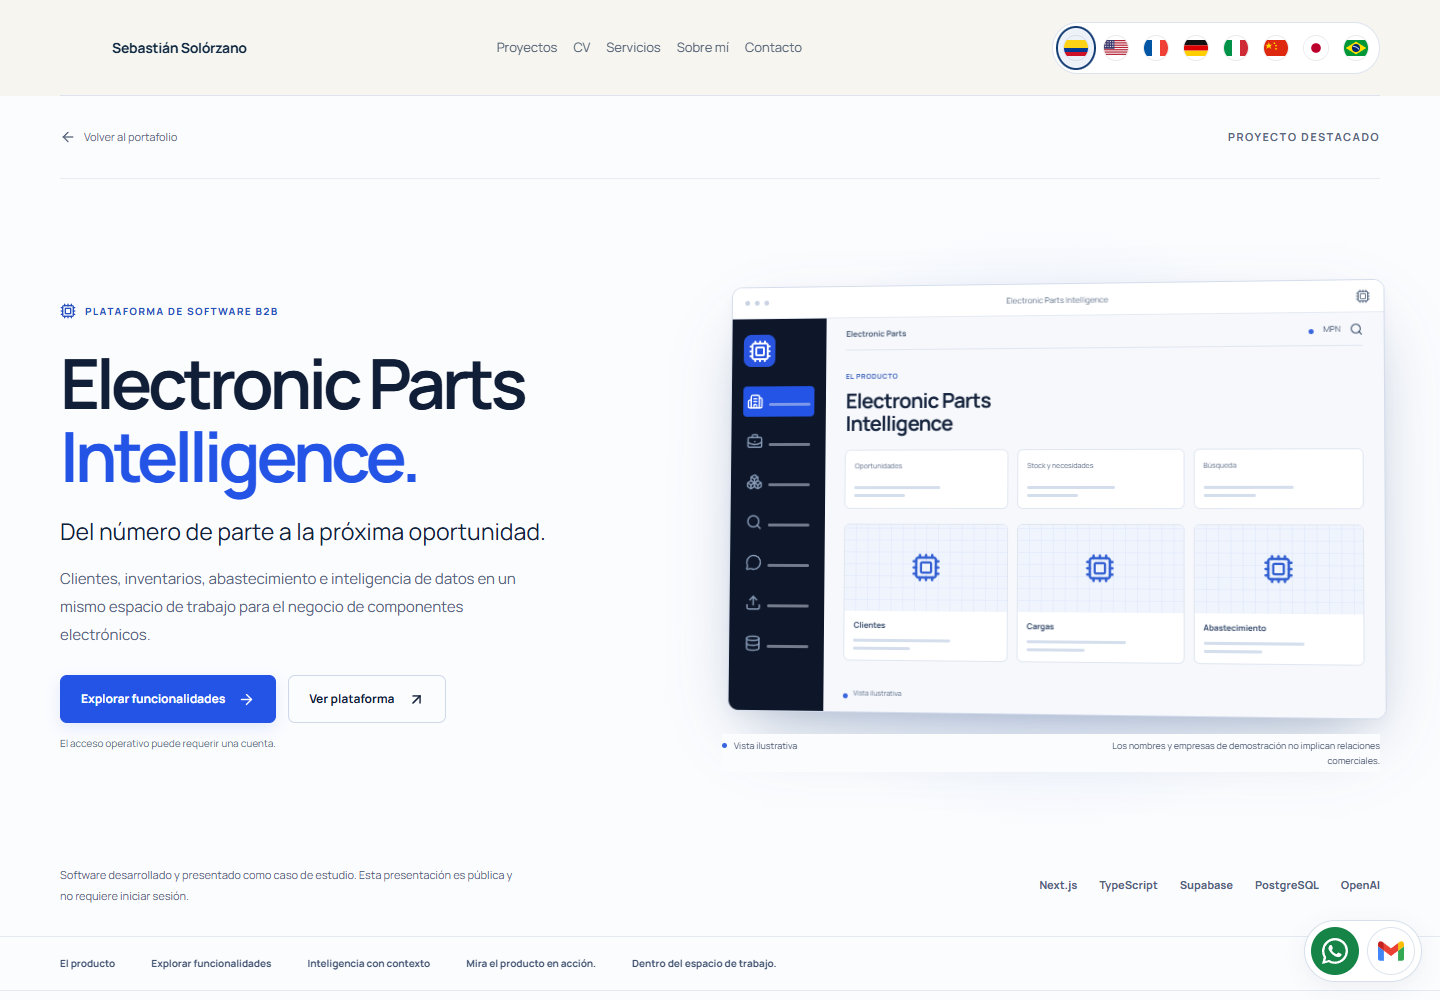 Sebastián Solórzano
Proyectos CV Servicios Sobre mí Contacto
Volver al portafolio
PROYECTO DESTACADO
PLATAFORMA DE SOFTWARE B2B
Electronic Parts
Intelligence.
Del número de parte a la próxima oportunidad.
Clientes, inventarios, abastecimiento e inteligencia de datos en un
mismo espacio de trabajo para el negocio de componentes
electrónicos.
Explorar funcionalidades
Ver plataforma
El acceso operativo puede requerir una cuenta.
Electronic Parts Intelligence
Electronic Parts
MPN
EL PRODUCTO
Electronic Parts
Intelligence
Oportunidades
Stock y necesidades
Búsqueda
Clientes
Cargas
Abastecimiento
Vista ilustrativa
Vista ilustrativa
Los nombres y empresas de demostración no implican relaciones
comerciales.
Software desarrollado y presentado como caso de estudio. Esta presentación es pública y
no requiere iniciar sesión.
Next.js TypeScript Supabase PostgreSQL OpenAI
El producto Explorar funcionalidades Inteligencia con contexto Mira el producto en acción. Dentro del espacio de trabajo.